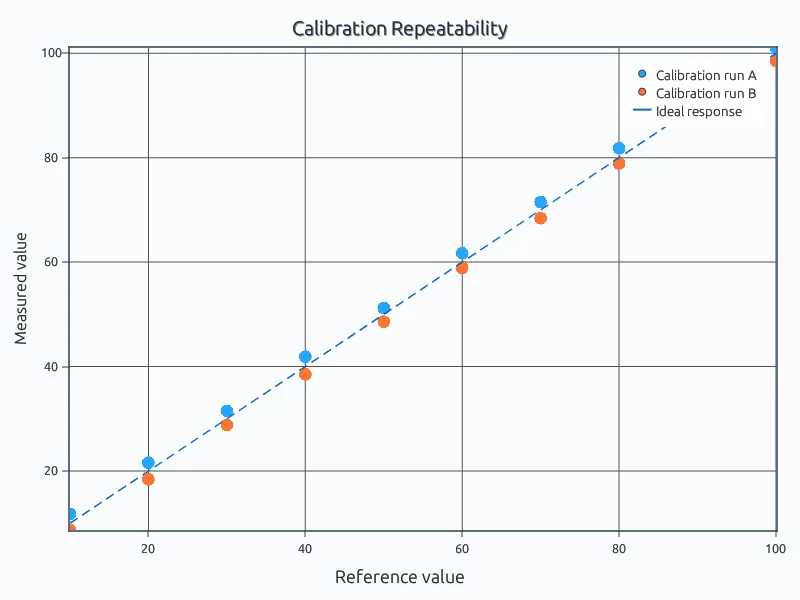 Calibration Repeatability
Calibration run A
Calibration run B
Ideal response
Measured value
100
80
60
40
20
20
40
60
80
100
Reference value